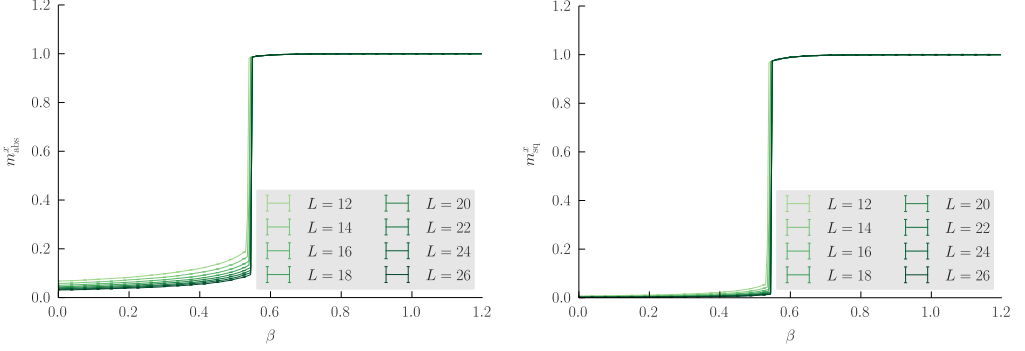 1.2
1.0
0.8
0.6
0.4
0.2
0.0
m^x_abs
0.0 0.2 0.4 0.6 0.8 1.0 1.2
β
L = 12 L = 20
L = 14 L = 22
L = 16 L = 24
L = 18 L = 26
1.2
1.0
0.8
0.6
0.4
0.2
0.0
m^x_sq
0.0 0.2 0.4 0.6 0.8 1.0 1.2
β
L = 12 L = 20
L = 14 L = 22
L = 16 L = 24
L = 18 L = 26